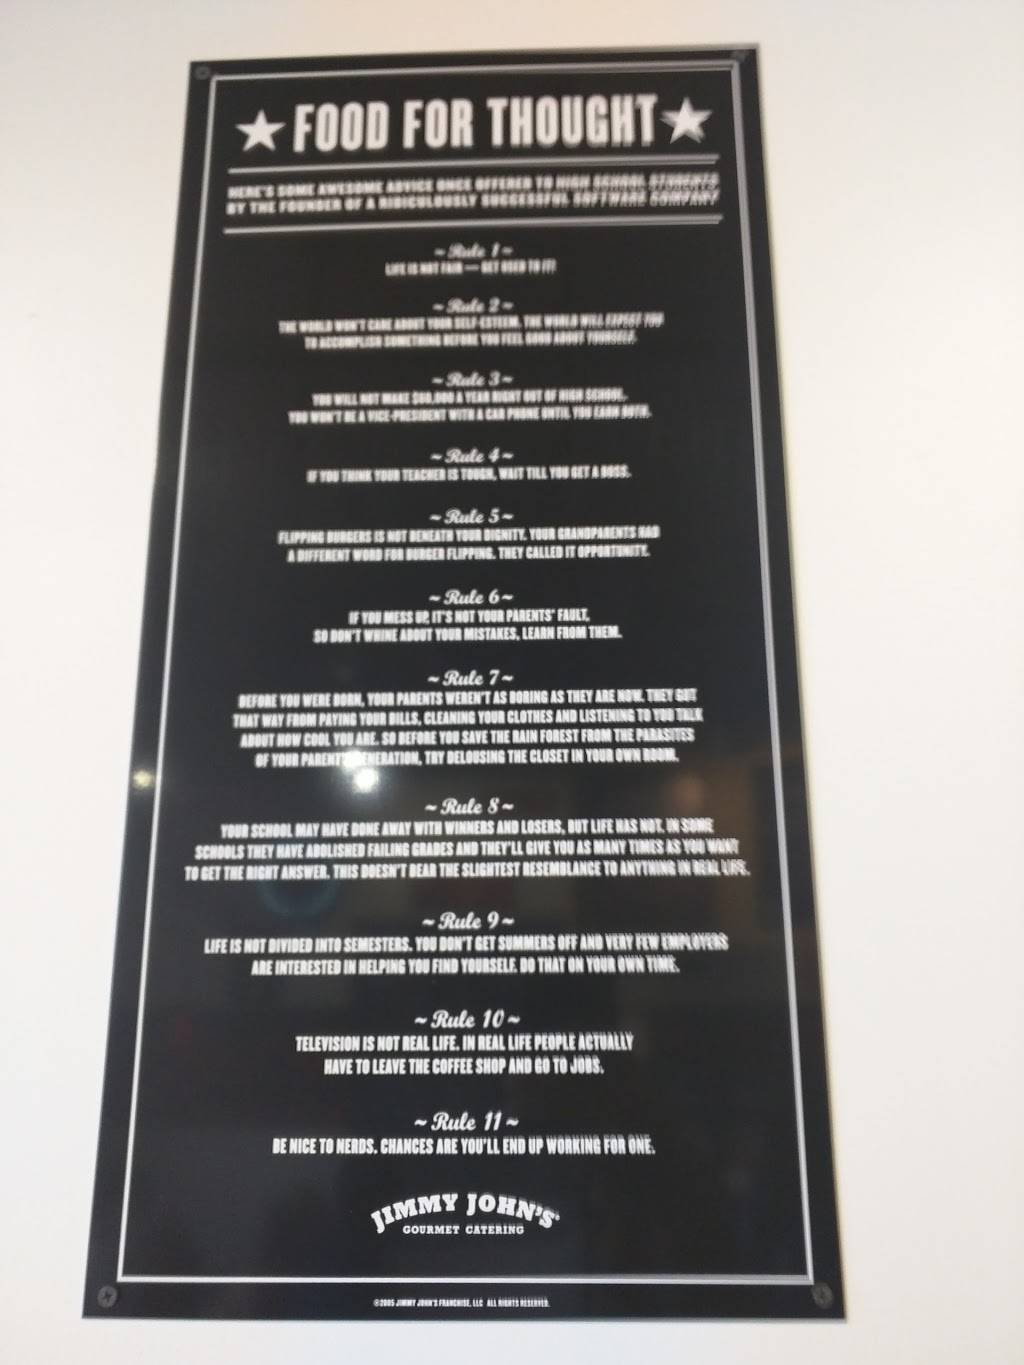 FOOD FOR THOUGHT
HERE'S SOME AWESOME ADVICE ONCE OFFERED TO HIGH SCHOOL STUDENTS
BY THE FOUNDER OF A RIDICULOUSLY SUCCESSFUL SOFTWARE COMPANY
~ Rule 1 ~
LIFE IS NOT FAIR — GET USED TO IT!
~ Rule 2 ~
THE WORLD WON'T CARE ABOUT YOUR SELF-ESTEEM. THE WORLD WILL EXPECT YOU
TO ACCOMPLISH SOMETHING BEFORE YOU FEEL GOOD ABOUT YOURSELF.
~ Rule 3 ~
YOU WILL NOT MAKE $60,000 A YEAR RIGHT OUT OF HIGH SCHOOL.
YOU WON'T BE A VICE-PRESIDENT WITH A CAR PHONE UNTIL YOU EARN BOTH.
~ Rule 4 ~
IF YOU THINK YOUR TEACHER IS TOUGH, WAIT TILL YOU GET A BOSS.
~ Rule 5 ~
FLIPPING BURGERS IS NOT BENEATH YOUR DIGNITY. YOUR GRANDPARENTS HAD
A DIFFERENT WORD FOR BURGER FLIPPING. THEY CALLED IT OPPORTUNITY.
~ Rule 6 ~
IF YOU MESS UP, IT'S NOT YOUR PARENTS' FAULT,
SO DON'T WHINE ABOUT YOUR MISTAKES, LEARN FROM THEM.
~ Rule 7 ~
BEFORE YOU WERE BORN, YOUR PARENTS WEREN'T AS BORING AS THEY ARE NOW. THEY GOT
THAT WAY FROM PAYING YOUR BILLS, CLEANING YOUR CLOTHES AND LISTENING TO YOU TALK
ABOUT HOW COOL YOU ARE. SO BEFORE YOU SAVE THE RAIN FOREST FROM THE PARASITES
OF YOUR PARENT'S GENERATION, TRY DELOUSING THE CLOSET IN YOUR OWN ROOM.
~ Rule 8 ~
YOUR SCHOOL MAY HAVE DONE AWAY WITH WINNERS AND LOSERS, BUT LIFE HAS NOT. IN SOME
SCHOOLS THEY HAVE ABOLISHED FAILING GRADES AND THEY'LL GIVE YOU AS MANY TIMES AS YOU WANT
TO GET THE RIGHT ANSWER. THIS DOESN'T BEAR THE SLIGHTEST RESEMBLANCE TO ANYTHING IN REAL LIFE.
~ Rule 9 ~
LIFE IS NOT DIVIDED INTO SEMESTERS. YOU DON'T GET SUMMERS OFF AND VERY FEW EMPLOYERS
ARE INTERESTED IN HELPING YOU FIND YOURSELF. DO THAT ON YOUR OWN TIME.
~ Rule 10 ~
TELEVISION IS NOT REAL LIFE. IN REAL LIFE PEOPLE ACTUALLY
HAVE TO LEAVE THE COFFEE SHOP AND GO TO JOBS.
~ Rule 11 ~
BE NICE TO NERDS. CHANCES ARE YOU'LL END UP WORKING FOR ONE.
JIMMY JOHN'S®
GOURMET CATERING
©2005 JIMMY JOHN'S FRANCHISE, LLC ALL RIGHTS RESERVED.